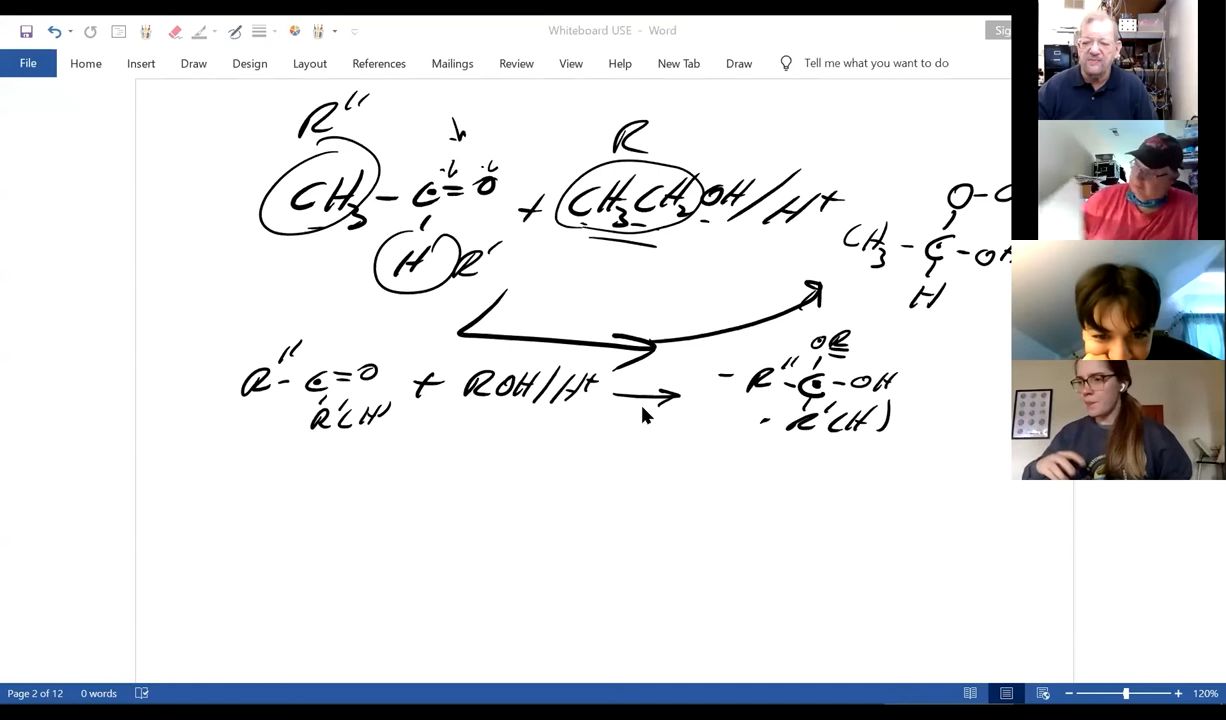 Whiteboard USE - Word
File Home Insert Draw Design Layout References Mailings Review View Help New Tab Draw Tell me what you want to do
R''
R
CH3 - C = O + CH3CH2OH/H+
H R'
O - C
CH3 - C - OH
H
R'' - C = O + ROH/H+ → - R'' - C - OH
R'(H)
OR
- R'(H)
Page 2 of 12 0 words 120%